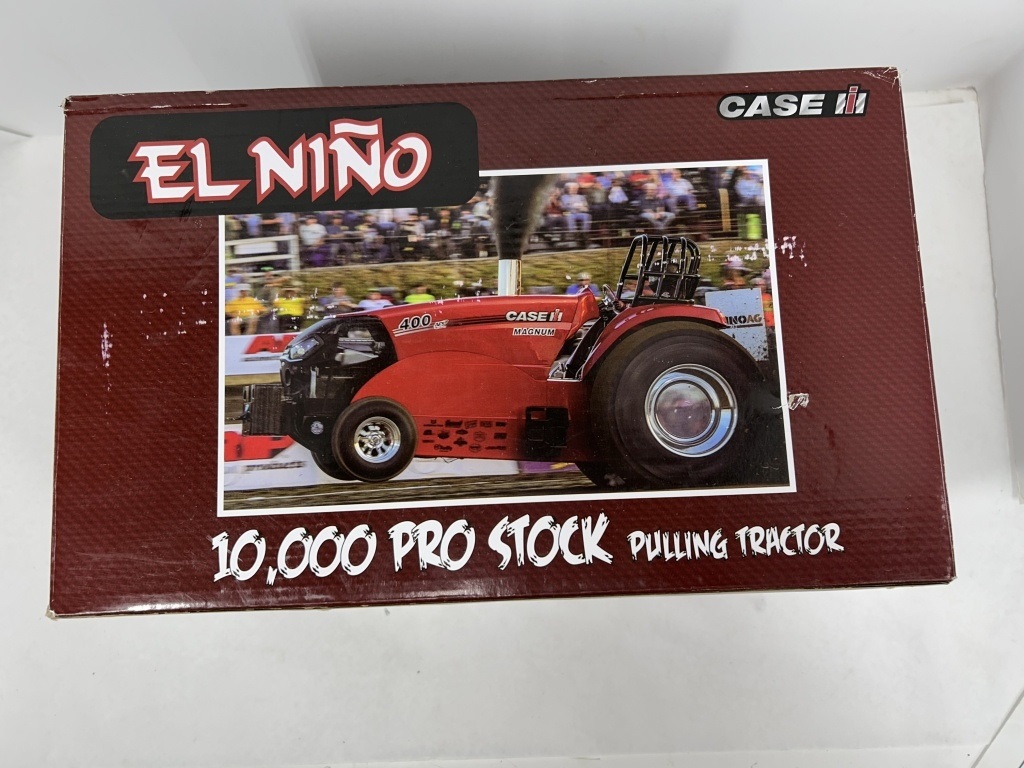 EL NIÑO
CASE IH
400
CASE IH
MAGNUM
10,000 PRO STOCK PULLING TRACTOR